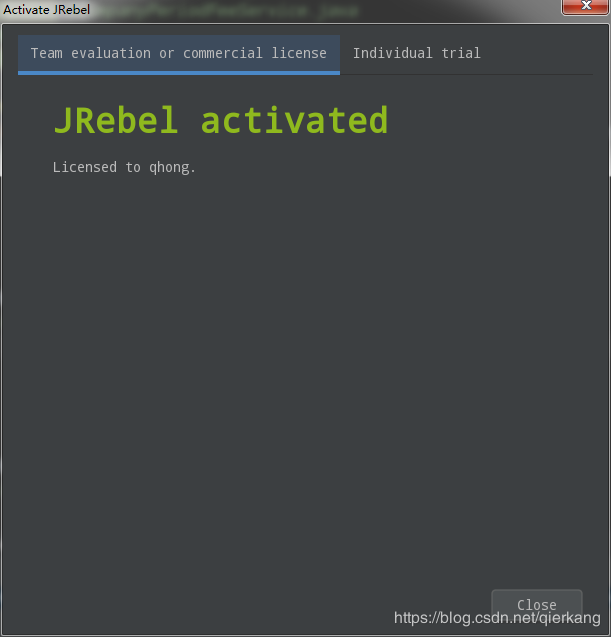 Activate JRebel
Team evaluation or commercial license
Individual trial
JRebel activated
Licensed to qhong.
Close
https://blog.csdn.net/qierkang